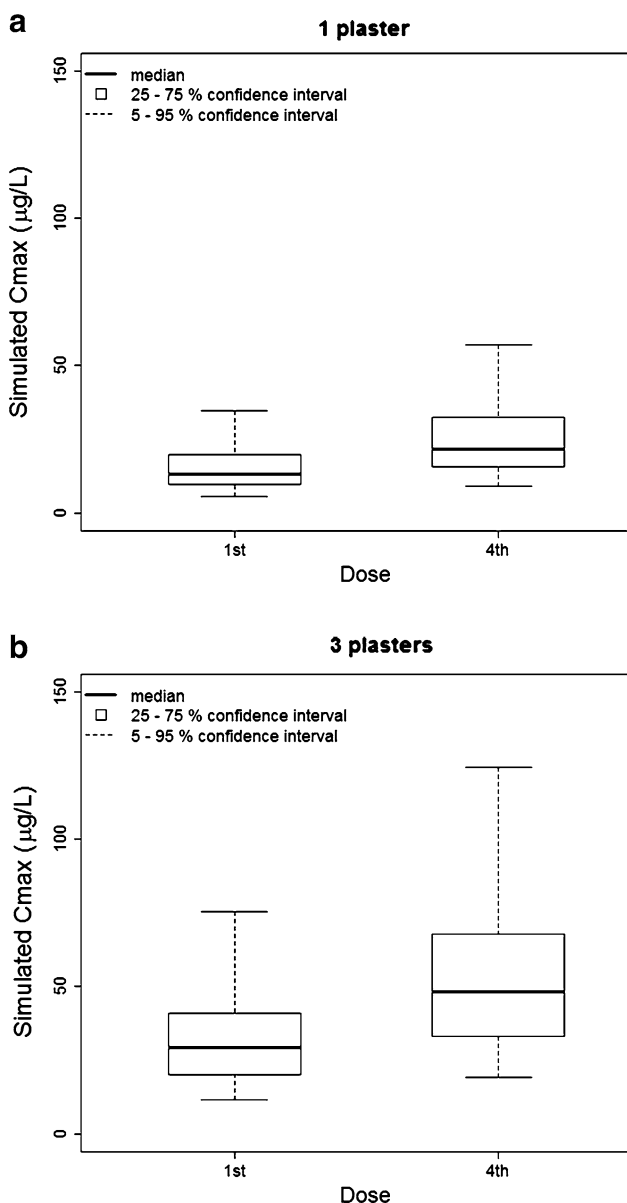 a
1 plaster
median
25 - 75 % confidence interval
5 - 95 % confidence interval
150
100
50
0
Simulated Cmax (µg/L)
1st
4th
Dose
b
3 plasters
median
25 - 75 % confidence interval
5 - 95 % confidence interval
150
100
50
0
Simulated Cmax (µg/L)
1st
4th
Dose